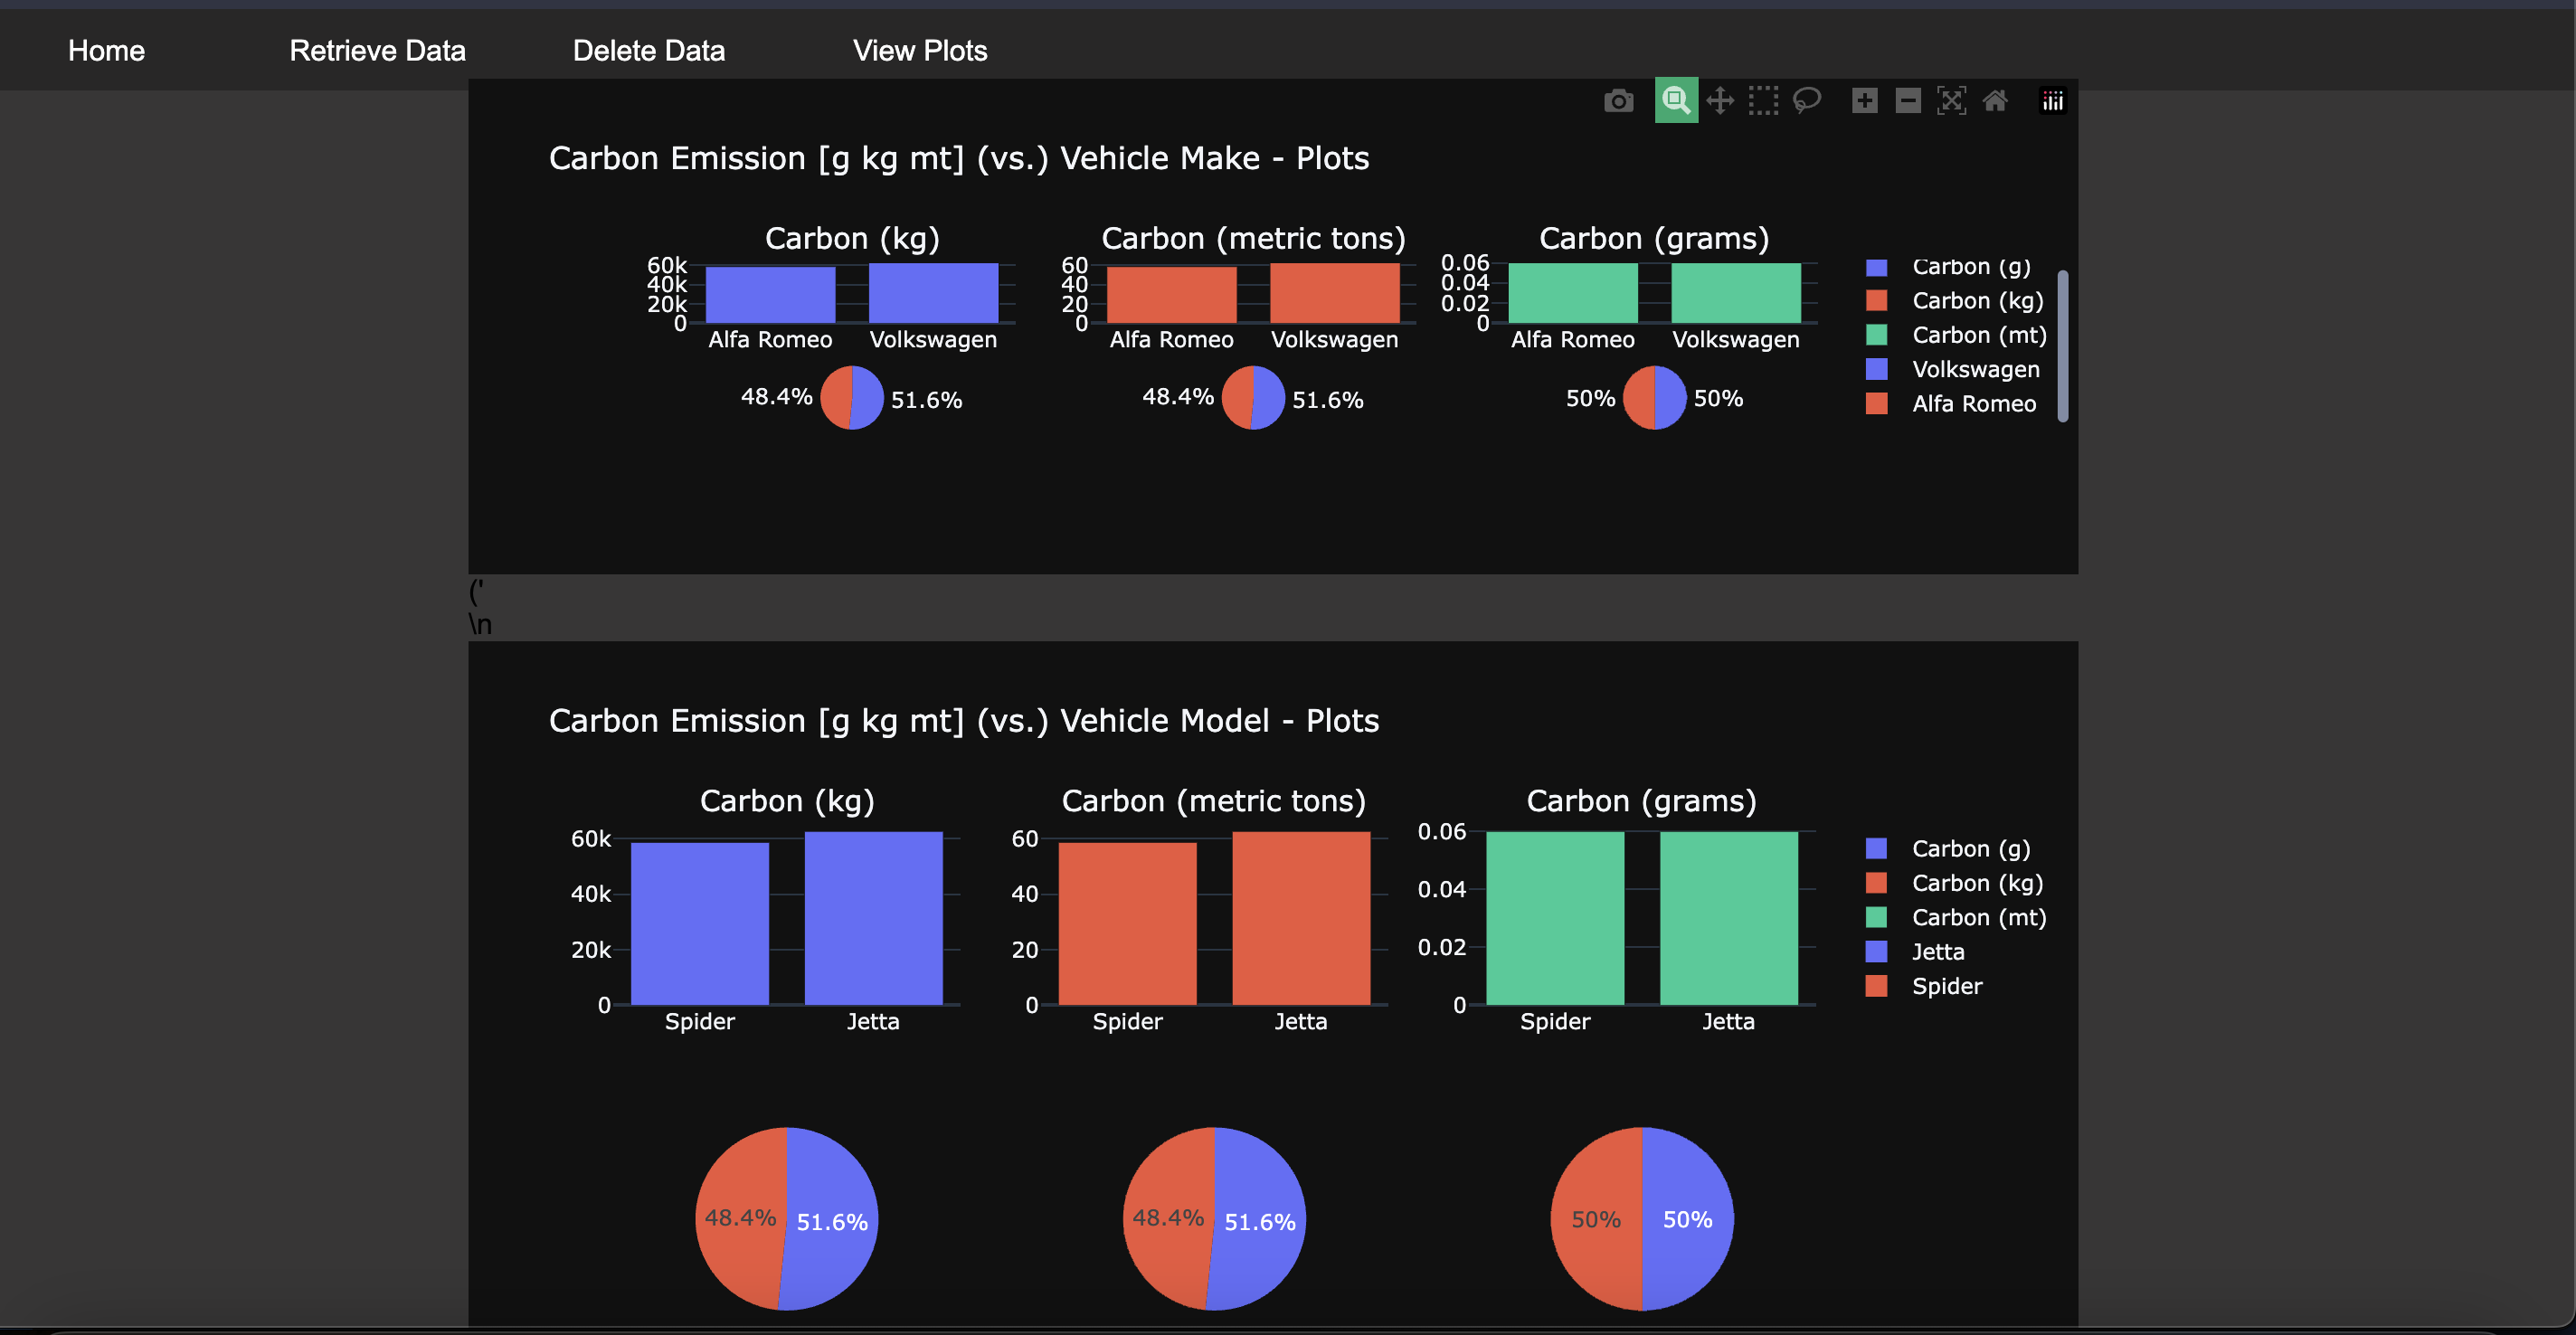 Home Retrieve Data Delete Data View Plots
Carbon Emission [g kg mt] (vs.) Vehicle Make - Plots
Carbon (kg) Carbon (metric tons) Carbon (grams)
60k
40k
20k
0
Alfa Romeo Volkswagen
60
40
20
0
Alfa Romeo Volkswagen
0.06
0.04
0.02
0
Alfa Romeo Volkswagen
Carbon (g)
Carbon (kg)
Carbon (mt)
Volkswagen
Alfa Romeo
48.4% 51.6%
48.4% 51.6%
50% 50%
('
\n
Carbon Emission [g kg mt] (vs.) Vehicle Model - Plots
Carbon (kg) Carbon (metric tons) Carbon (grams)
60k
40k
20k
0
Spider Jetta
60
40
20
0
Spider Jetta
0.06
0.04
0.02
0
Spider Jetta
Carbon (g)
Carbon (kg)
Carbon (mt)
Jetta
Spider
48.4% 51.6%
48.4% 51.6%
50% 50%